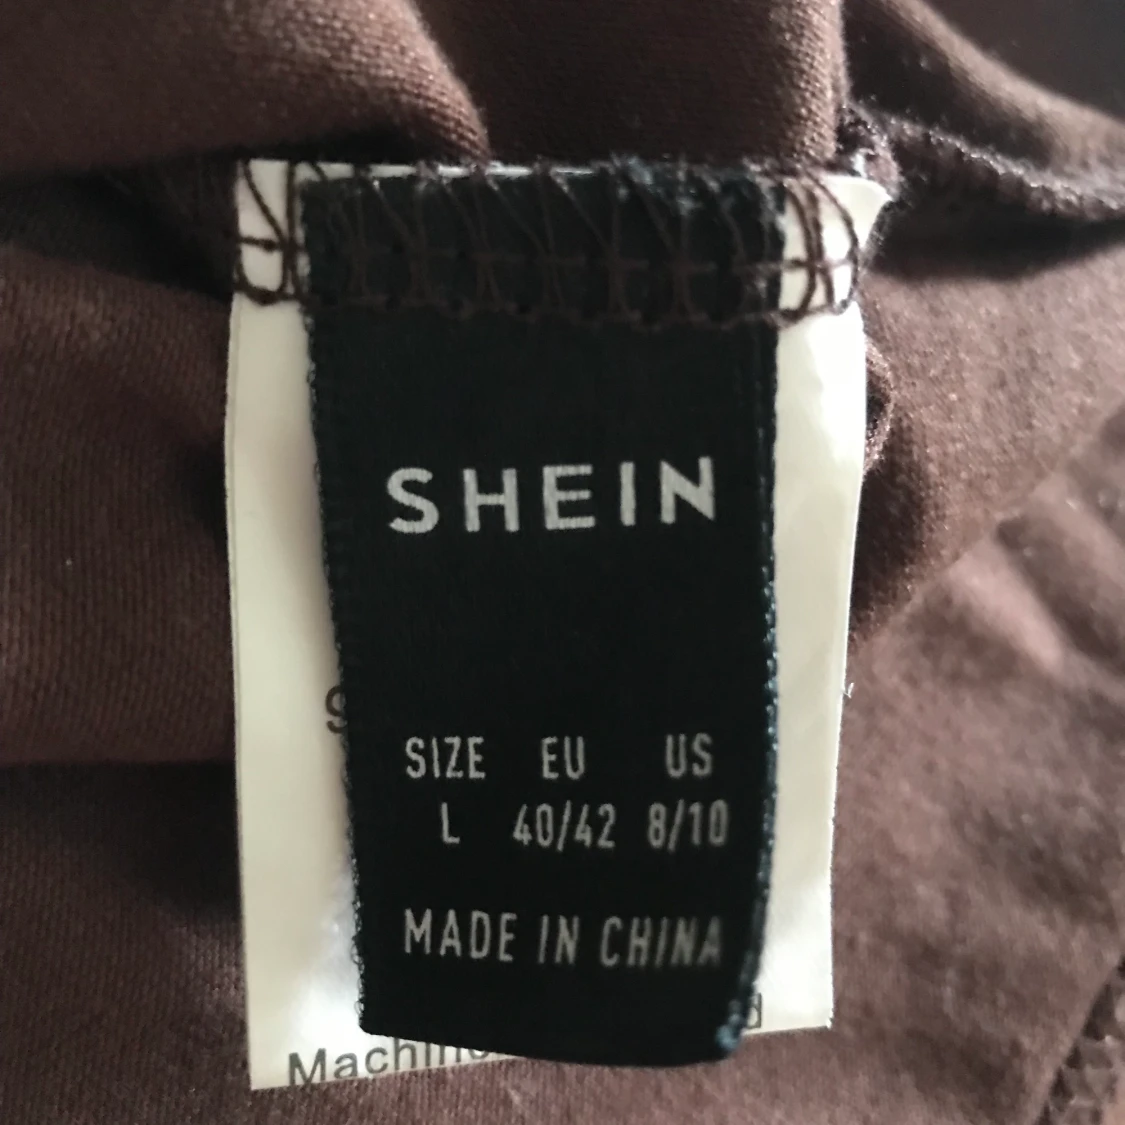 SHEIN
SIZE EU US
L 40/42 8/10
MADE IN CHINA